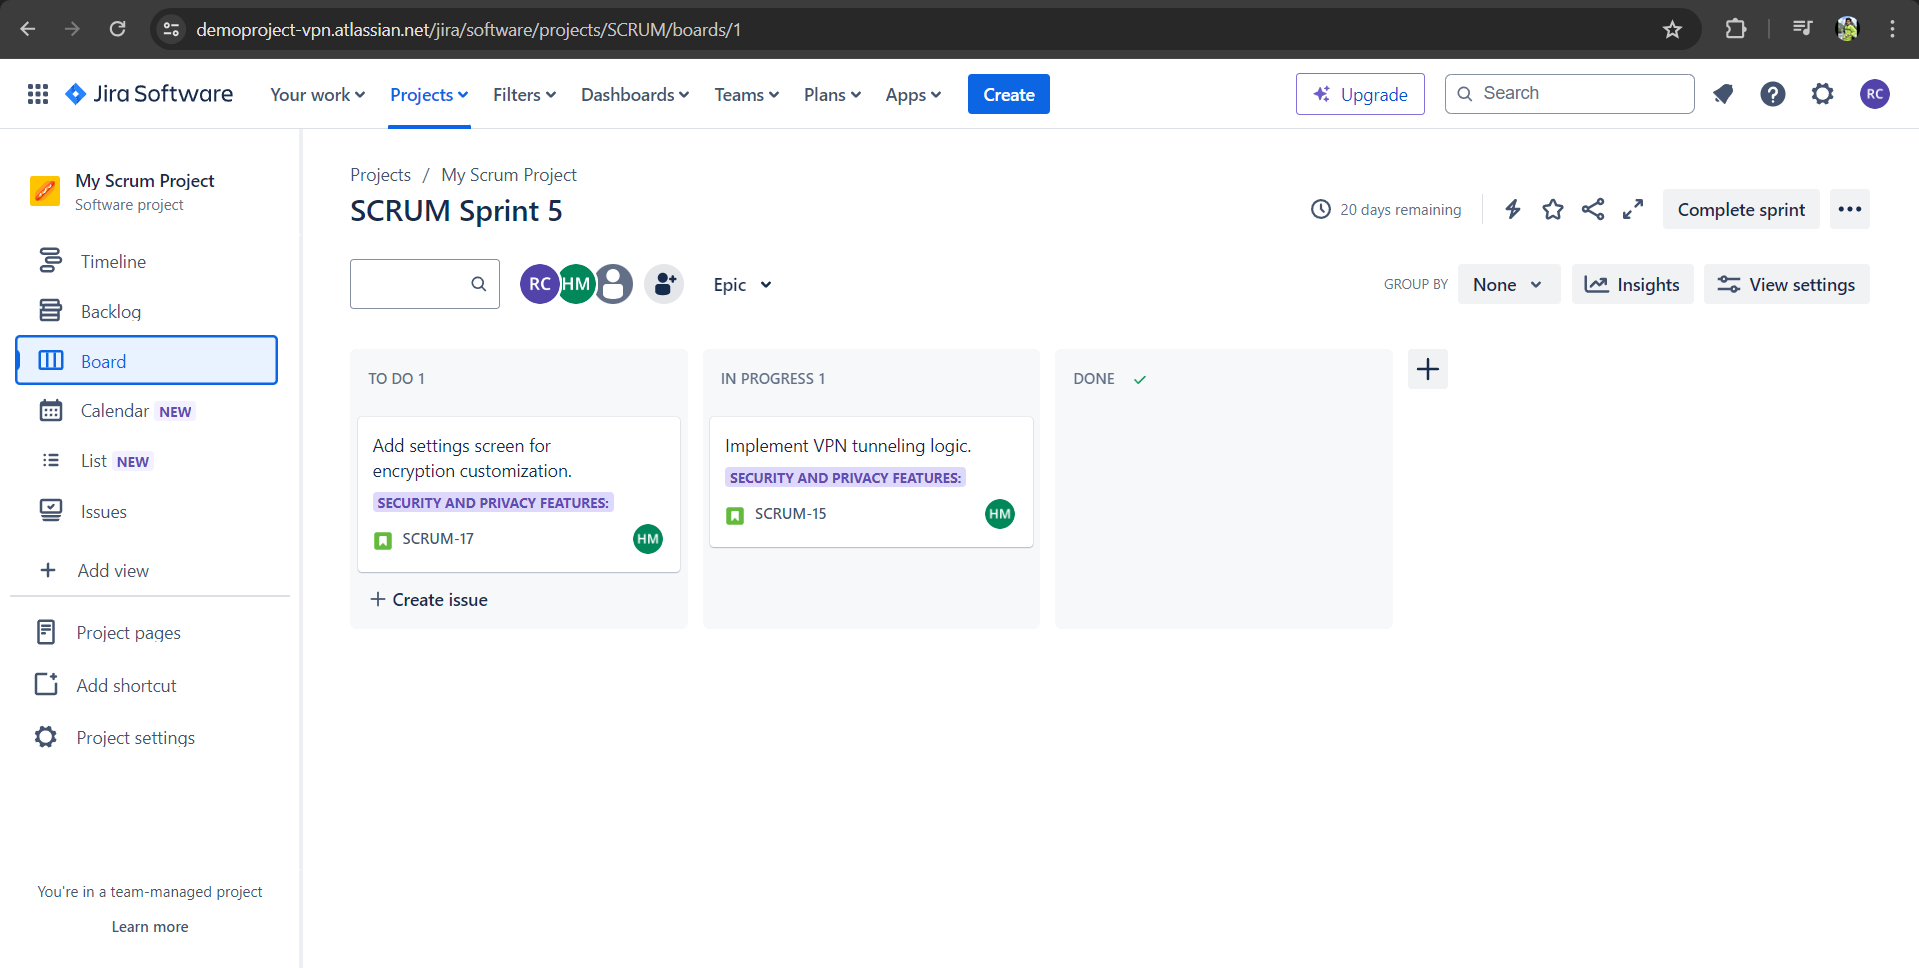 demoproject-vpn.atlassian.net/jira/software/projects/SCRUM/boards/1
Jira Software
Your work
Projects
Filters
Dashboards
Teams
Plans
Apps
Create
Upgrade
Search
RC
My Scrum Project
Software project
Timeline
Backlog
Board
Calendar NEW
List NEW
Issues
Add view
Project pages
Add shortcut
Project settings
You're in a team-managed project
Learn more
Projects / My Scrum Project
SCRUM Sprint 5
20 days remaining
Complete sprint
RC
HM
Epic
GROUP BY
None
Insights
View settings
TO DO 1
Add settings screen for
encryption customization.
SECURITY AND PRIVACY FEATURES:
SCRUM-17
HM
Create issue
IN PROGRESS 1
Implement VPN tunneling logic.
SECURITY AND PRIVACY FEATURES:
SCRUM-15
HM
DONE